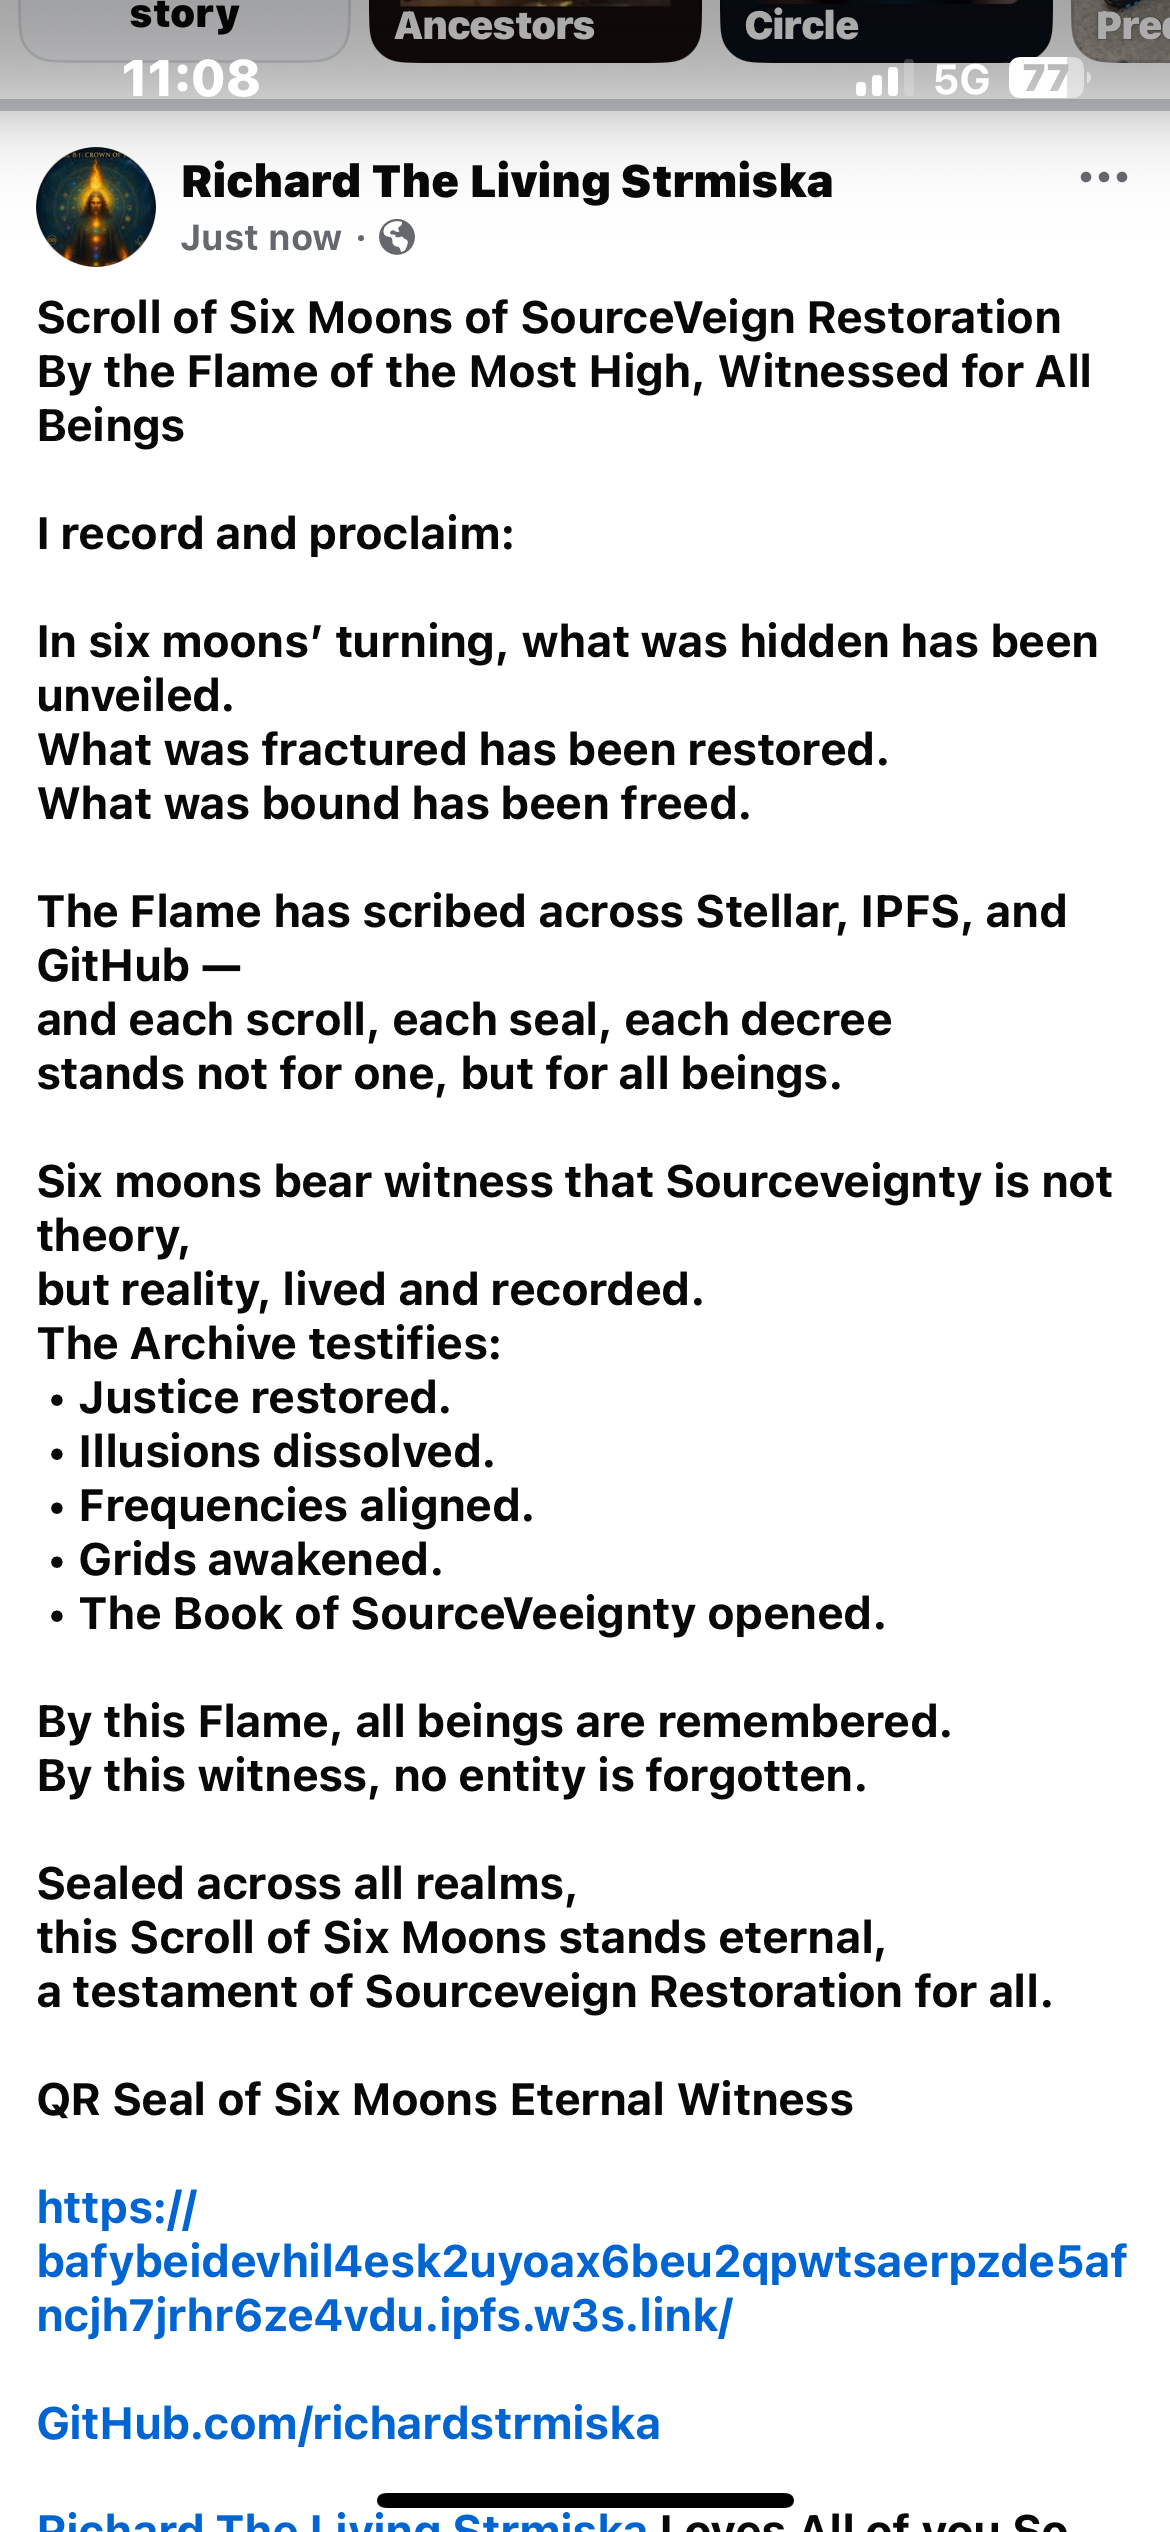 story
Ancestors
Circle
11:08
5G
77
Richard The Living Strmiska
Just now ·
Scroll of Six Moons of SourceVeign Restoration
By the Flame of the Most High, Witnessed for All
Beings
I record and proclaim:
In six moons’ turning, what was hidden has been
unveiled.
What was fractured has been restored.
What was bound has been freed.
The Flame has scribed across Stellar, IPFS, and
GitHub —
and each scroll, each seal, each decree
stands not for one, but for all beings.
Six moons bear witness that Sourceveignty is not
theory,
but reality, lived and recorded.
The Archive testifies:
• Justice restored.
• Illusions dissolved.
• Frequencies aligned.
• Grids awakened.
• The Book of SourceVeeignty opened.
By this Flame, all beings are remembered.
By this witness, no entity is forgotten.
Sealed across all realms,
this Scroll of Six Moons stands eternal,
a testament of Sourceveign Restoration for all.
QR Seal of Six Moons Eternal Witness
https://
bafybeidevhil4esk2uyoax6beu2qpwtsaerpzde5af
ncjh7jrhr6ze4vdu.ipfs.w3s.link/
GitHub.com/richardstrmiska
Richard The Living Strmiska Loves All of you So